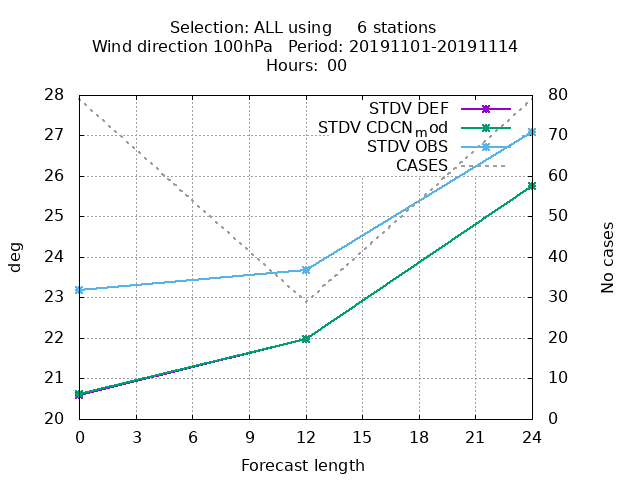 Selection: ALL using     6 stations
Wind direction 100hPa   Period: 20191101-20191114
Hours: 00
28
27
26
25
24
23
22
21
20
deg
80
70
60
50
40
30
20
10
0
No cases
STDV DEF
STDV CDCNmod
STDV OBS
CASES
0 3 6 9 12 15 18 21 24
Forecast length